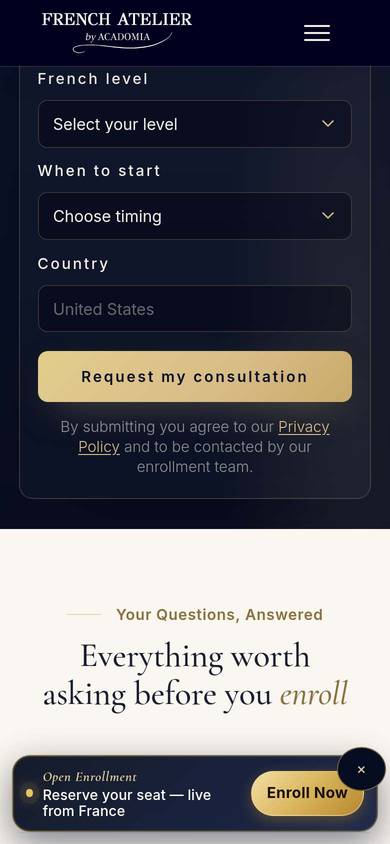 FRENCH ATELIER
by ACADOMIA
French level
Select your level
When to start
Choose timing
Country
United States
Request my consultation
By submitting you agree to our Privacy
Policy and to be contacted by our
enrollment team.
Your Questions, Answered
Everything worth
asking before you enroll
Open Enrollment
Reserve your seat — live
from France
Enroll Now
×